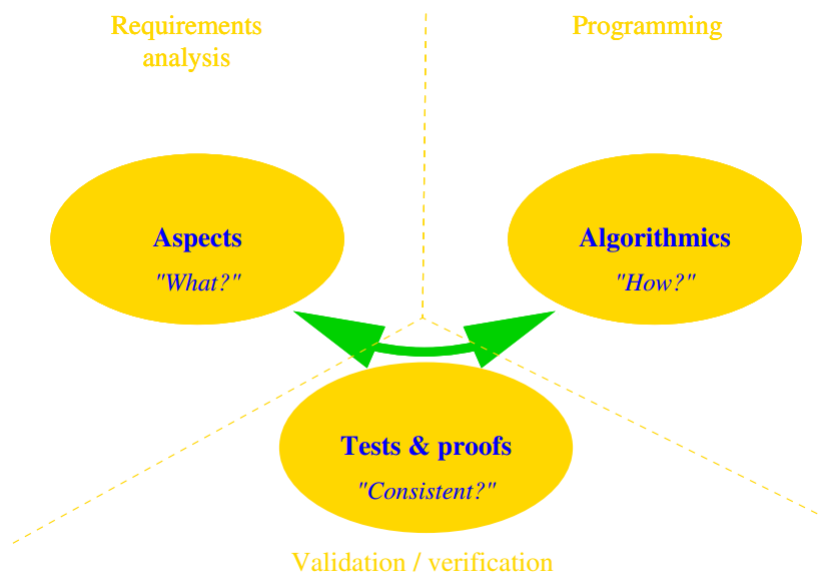 Requirements
analysis
Programming
Aspects
"What?"
Algorithmics
"How?"
Tests & proofs
"Consistent?"
Validation / verification